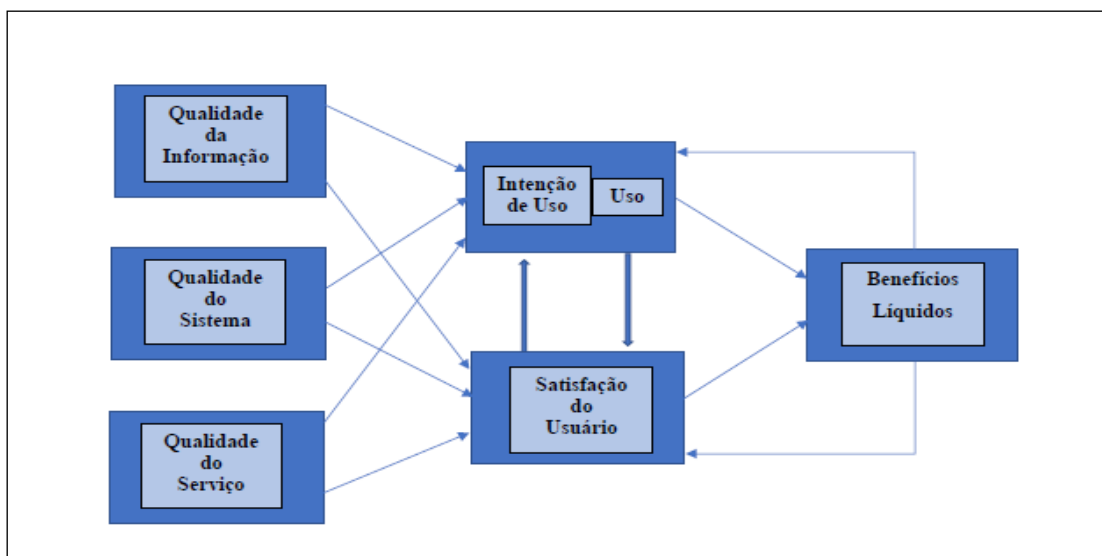 Qualidade
da
Informação
Qualidade
do
Sistema
Qualidade
do
Serviço
Intenção
de Uso
Uso
Satisfação
do
Usuário
Benefícios
Líquidos